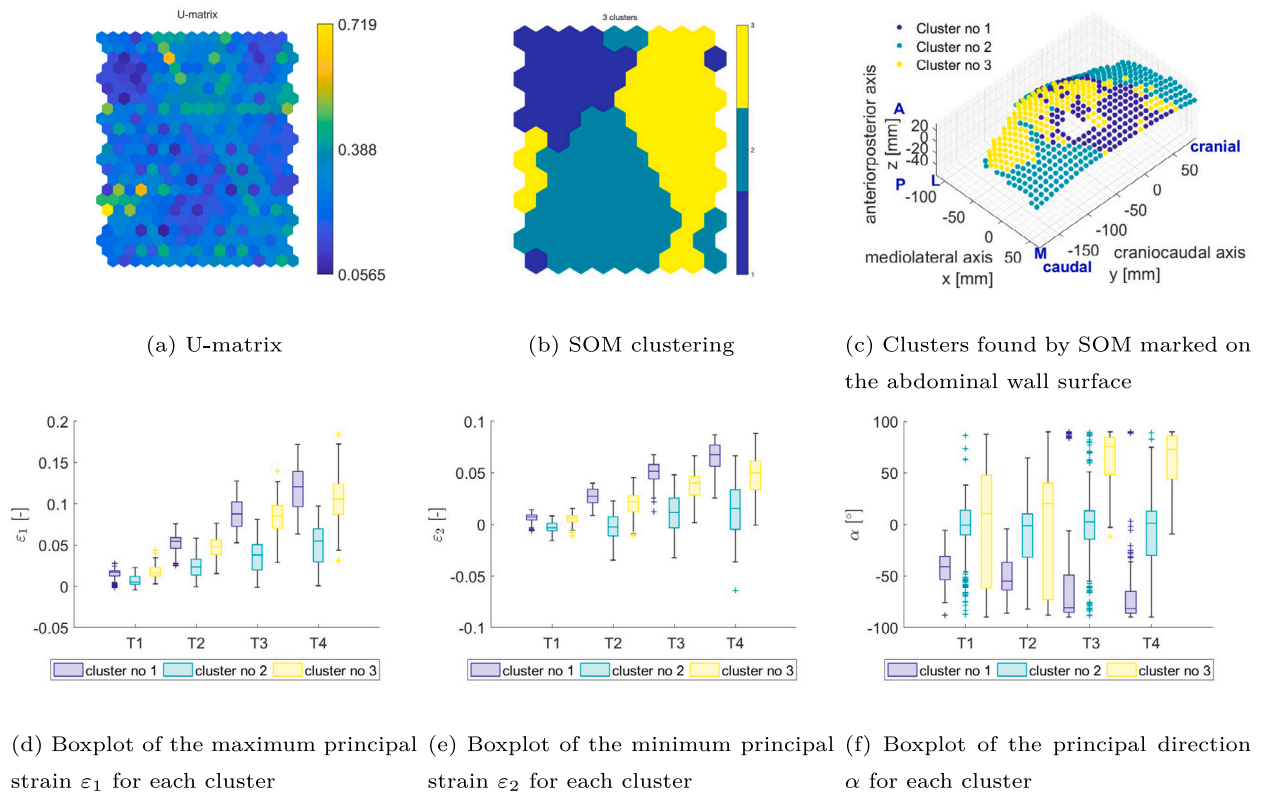 U-matrix
0.719
0.388
0.0565
3 clusters
3
2
1
Cluster no 1
Cluster no 2
Cluster no 3
anteriorposterior axis
z [mm]
A
P
L
M
20
0
-20
-40
-100
-50
0
50
mediolateral axis
x [mm]
caudal
cranial
-150
-100
-50
0
50
craniocaudal axis
y [mm]
(a) U-matrix
(b) SOM clustering
(c) Clusters found by SOM marked on
the abdominal wall surface
0.2
0.15
0.1
0.05
0
-0.05
ε1 [-]
T1 T2 T3 T4
cluster no 1 cluster no 2 cluster no 3
0.1
0.05
0
-0.05
-0.1
ε2 [-]
T1 T2 T3 T4
cluster no 1 cluster no 2 cluster no 3
100
50
0
-50
-100
α [°]
T1 T2 T3 T4
cluster no 1 cluster no 2 cluster no 3
(d) Boxplot of the maximum principal
strain ε1 for each cluster
(e) Boxplot of the minimum principal
strain ε2 for each cluster
(f) Boxplot of the principal direction
α for each cluster